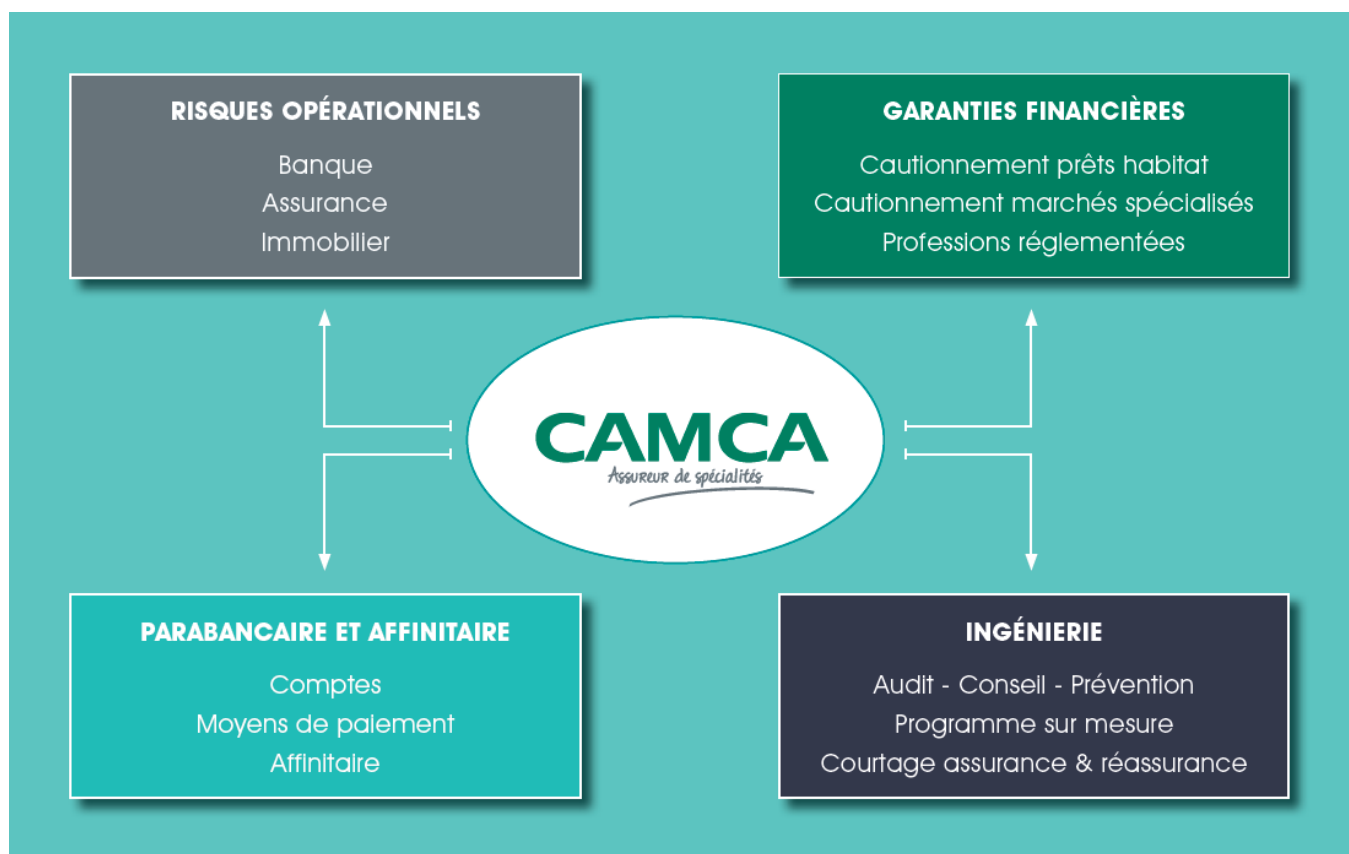 RISQUES OPÉRATIONNELS
Banque
Assurance
Immobilier
GARANTIES FINANCIÈRES
Cautionnement prêts habitat
Cautionnement marchés spécialisés
Professions réglementées
CAMCA
Assureur de spécialités
PARABANCAIRE ET AFFINITAIRE
Comptes
Moyens de paiement
Affinitaire
INGÉNIERIE
Audit - Conseil - Prévention
Programme sur mesure
Courtage assurance & réassurance